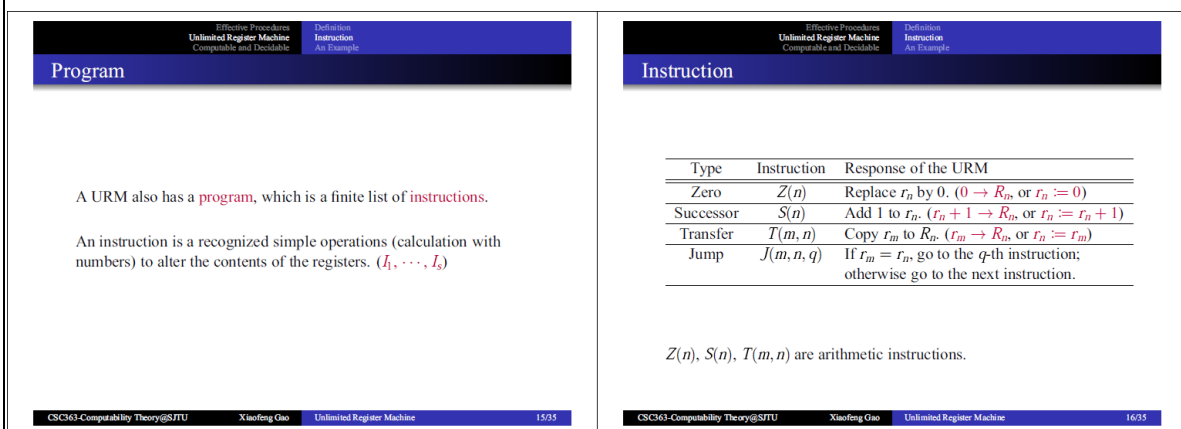 Effective Procedures Definition
Unlimited Register Machine Instruction
Computable and Decidable An Example
Program
A URM also has a program, which is a finite list of instructions.
An instruction is a recognized simple operations (calculation with
numbers) to alter the contents of the registers. (I₁, ⋯, Iₛ)
CSC363-Computability Theory@SJTU Xiaofeng Gao Unlimited Register Machine 15/35
Effective Procedures Definition
Unlimited Register Machine Instruction
Computable and Decidable An Example
Instruction
Type Instruction Response of the URM
Zero Z(n) Replace rₙ by 0. (0 → Rₙ, or rₙ := 0)
Successor S(n) Add 1 to rₙ. (rₙ + 1 → Rₙ, or rₙ := rₙ + 1)
Transfer T(m, n) Copy rₘ to Rₙ. (rₘ → Rₙ, or rₙ := rₘ)
Jump J(m, n, q) If rₘ = rₙ, go to the q-th instruction;
otherwise go to the next instruction.
Z(n), S(n), T(m, n) are arithmetic instructions.
CSC363-Computability Theory@SJTU Xiaofeng Gao Unlimited Register Machine 16/35